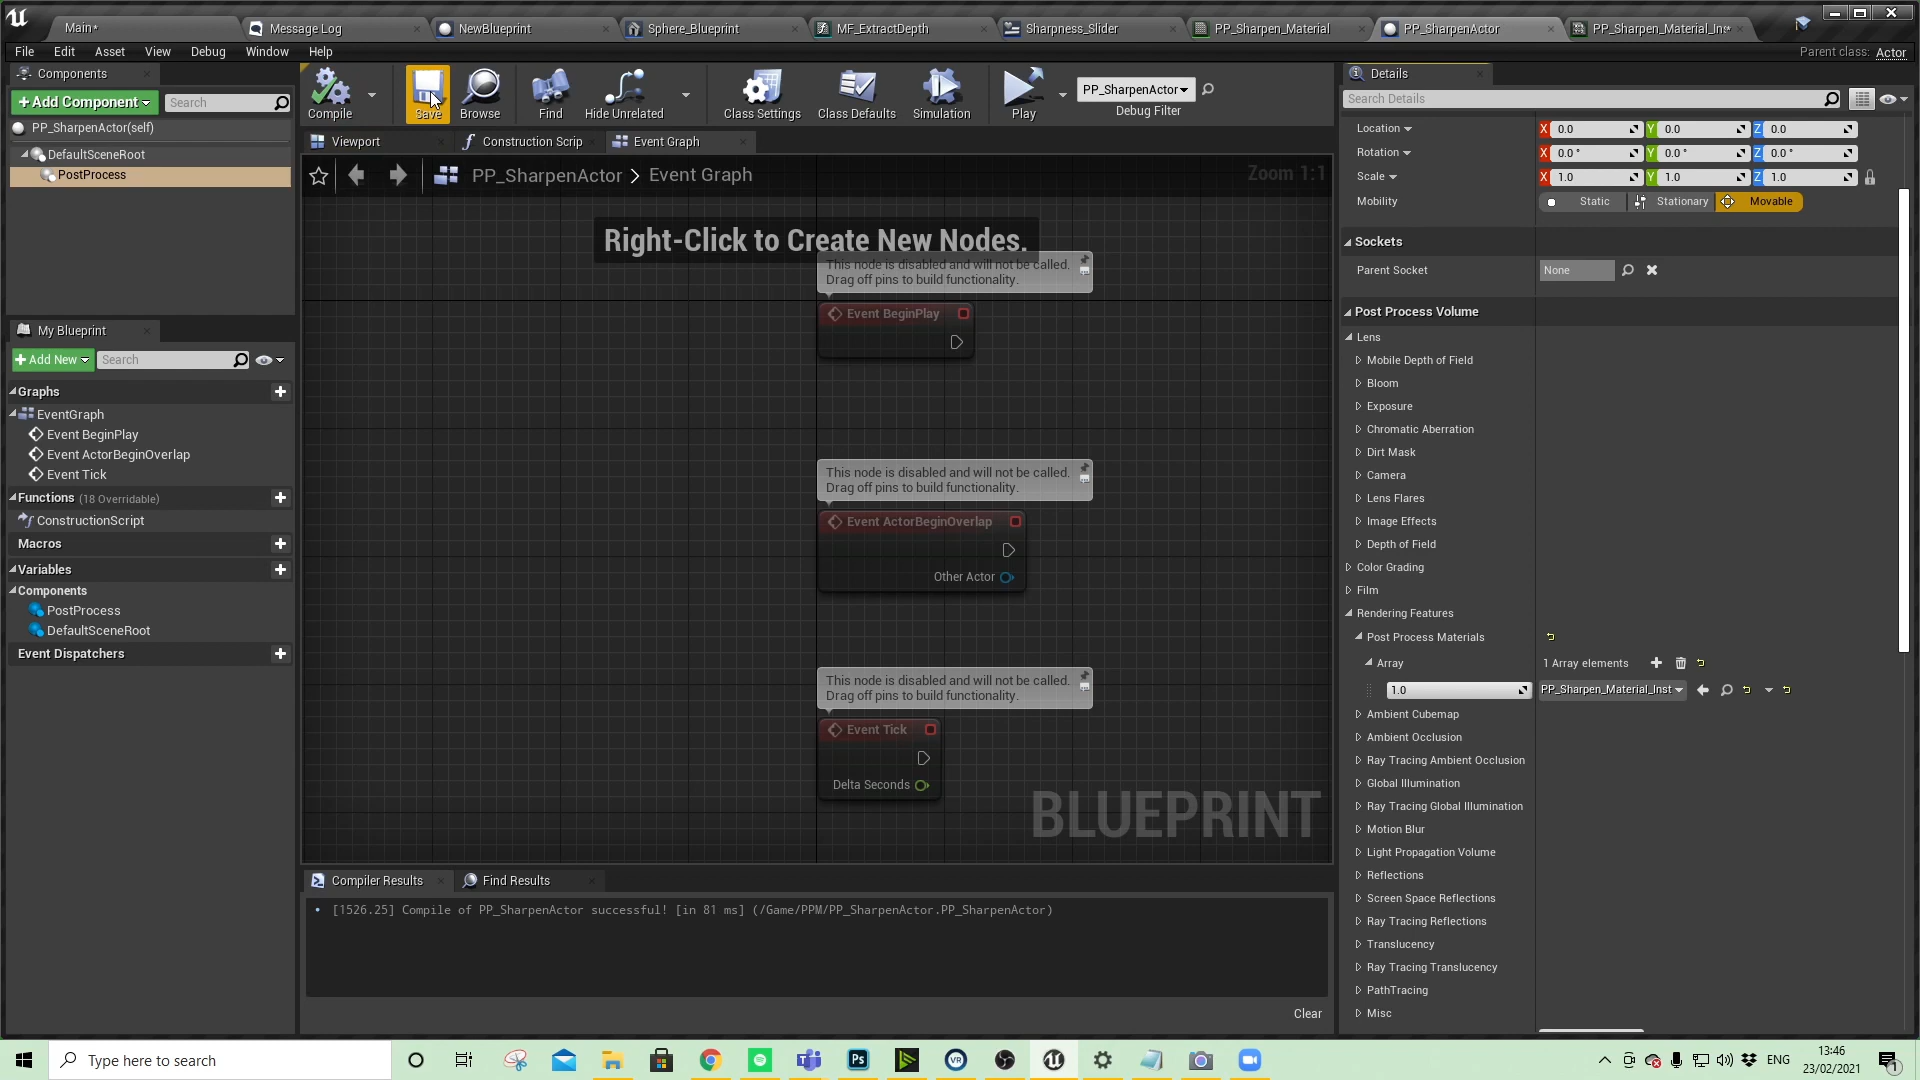 Main*
Message Log
NewBlueprint
Sphere_Blueprint
MF_ExtractDepth
Sharpness_Slider
PP_Sharpen_Material
PP_SharpenActor
PP_Sharpen_Material_Ins*
File
Edit
Asset
View
Debug
Window
Help
Parent class: Actor
Components
+Add Component
Search
PP_SharpenActor(self)
DefaultSceneRoot
PostProcess
My Blueprint
+Add New
Search
Graphs
EventGraph
Event BeginPlay
Event ActorBeginOverlap
Event Tick
Functions (18 Overridable)
ConstructionScript
Macros
Variables
Components
PostProcess
DefaultSceneRoot
Event Dispatchers
Compile
Save
Browse
Find
Hide Unrelated
Class Settings
Class Defaults
Simulation
Play
PP_SharpenActor
Debug Filter
Viewport
Construction Scrip
Event Graph
PP_SharpenActor > Event Graph
Zoom 1:1
Right-Click to Create New Nodes.
This node is disabled and will not be called.
Drag off pins to build functionality.
Event BeginPlay
This node is disabled and will not be called.
Drag off pins to build functionality.
Event ActorBeginOverlap
Other Actor
This node is disabled and will not be called.
Drag off pins to build functionality.
Event Tick
Delta Seconds
BLUEPRINT
Compiler Results
Find Results
[1526.25] Compile of PP_SharpenActor successful! [in 81 ms] (/Game/PPM/PP_SharpenActor.PP_SharpenActor)
Clear
Details
Search Details
Location X 0.0 Y 0.0 Z 0.0
Rotation X 0.0° Y 0.0° Z 0.0°
Scale X 1.0 Y 1.0 Z 1.0
Mobility Static Stationary Movable
Sockets
Parent Socket None
Post Process Volume
Lens
Mobile Depth of Field
Bloom
Exposure
Chromatic Aberration
Dirt Mask
Camera
Lens Flares
Image Effects
Depth of Field
Color Grading
Film
Rendering Features
Post Process Materials
Array 1 Array elements
1.0 PP_Sharpen_Material_Inst
Ambient Cubemap
Ambient Occlusion
Ray Tracing Ambient Occlusion
Global Illumination
Ray Tracing Global Illumination
Motion Blur
Light Propagation Volume
Reflections
Screen Space Reflections
Ray Tracing Reflections
Translucency
Ray Tracing Translucency
PathTracing
Misc
Type here to search
Ps
VR
ENG
13:46
23/02/2021
1